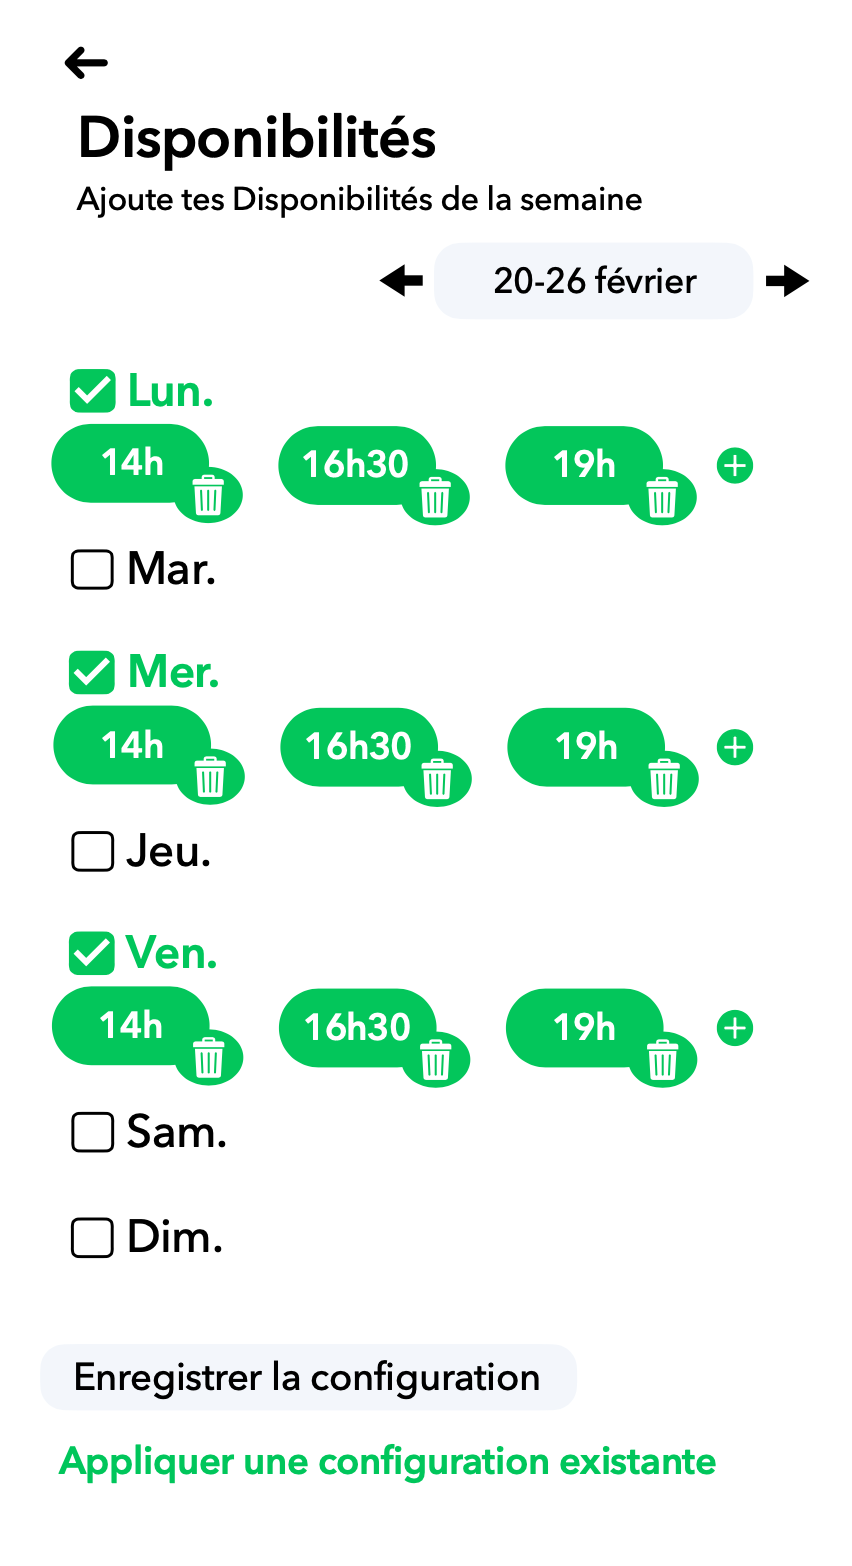 Disponibilités
Ajoute tes Disponibilités de la semaine
20-26 février
Lun.
14h 16h30 19h
Mar.
Mer.
14h 16h30 19h
Jeu.
Ven.
14h 16h30 19h
Sam.
Dim.
Enregistrer la configuration
Appliquer une configuration existante